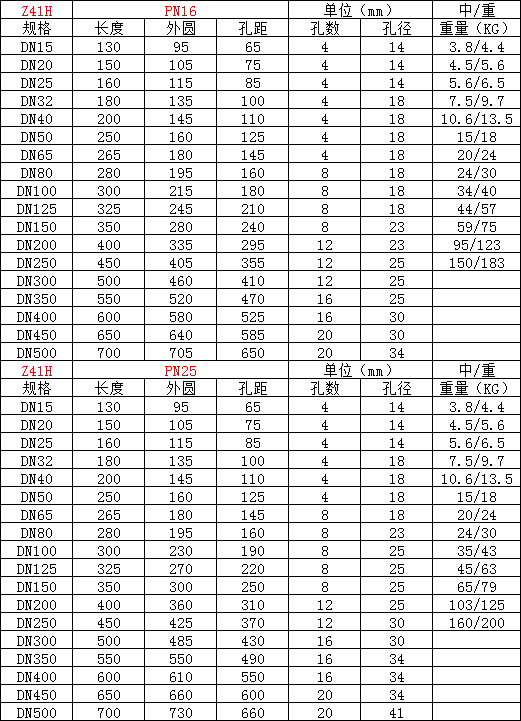 Z41H PN16 单位（mm） 中/重
规格 长度 外圆 孔距 孔数 孔径 重量（KG）
DN15 130 95 65 4 14 3.8/4.4
DN20 150 105 75 4 14 4.5/5.6
DN25 160 115 85 4 14 5.6/6.5
DN32 180 135 100 4 18 7.5/9.7
DN40 200 145 110 4 18 10.6/13.5
DN50 250 160 125 4 18 15/18
DN65 265 180 145 4 18 20/24
DN80 280 195 160 8 18 24/30
DN100 300 215 180 8 18 34/40
DN125 325 245 210 8 18 44/57
DN150 350 280 240 8 23 59/75
DN200 400 335 295 12 23 95/123
DN250 450 405 355 12 25 150/183
DN300 500 460 410 12 25
DN350 550 520 470 16 25
DN400 600 580 525 16 30
DN450 650 640 585 20 30
DN500 700 705 650 20 34
Z41H PN25 单位（mm） 中/重
规格 长度 外圆 孔距 孔数 孔径 重量（KG）
DN15 130 95 65 4 14 3.8/4.4
DN20 150 105 75 4 14 4.5/5.6
DN25 160 115 85 4 14 5.6/6.5
DN32 180 135 100 4 18 7.5/9.7
DN40 200 145 110 4 18 10.6/13.5
DN50 250 160 125 4 18 15/18
DN65 265 180 145 8 18 20/24
DN80 280 195 160 8 23 24/30
DN100 300 230 190 8 25 35/43
DN125 325 270 220 8 25 45/63
DN150 350 300 250 8 25 65/79
DN200 400 360 310 12 25 103/125
DN250 450 425 370 12 30 160/200
DN300 500 485 430 16 30
DN350 550 550 490 16 34
DN400 600 610 550 16 34
DN450 650 660 600 20 34
DN500 700 730 660 20 41